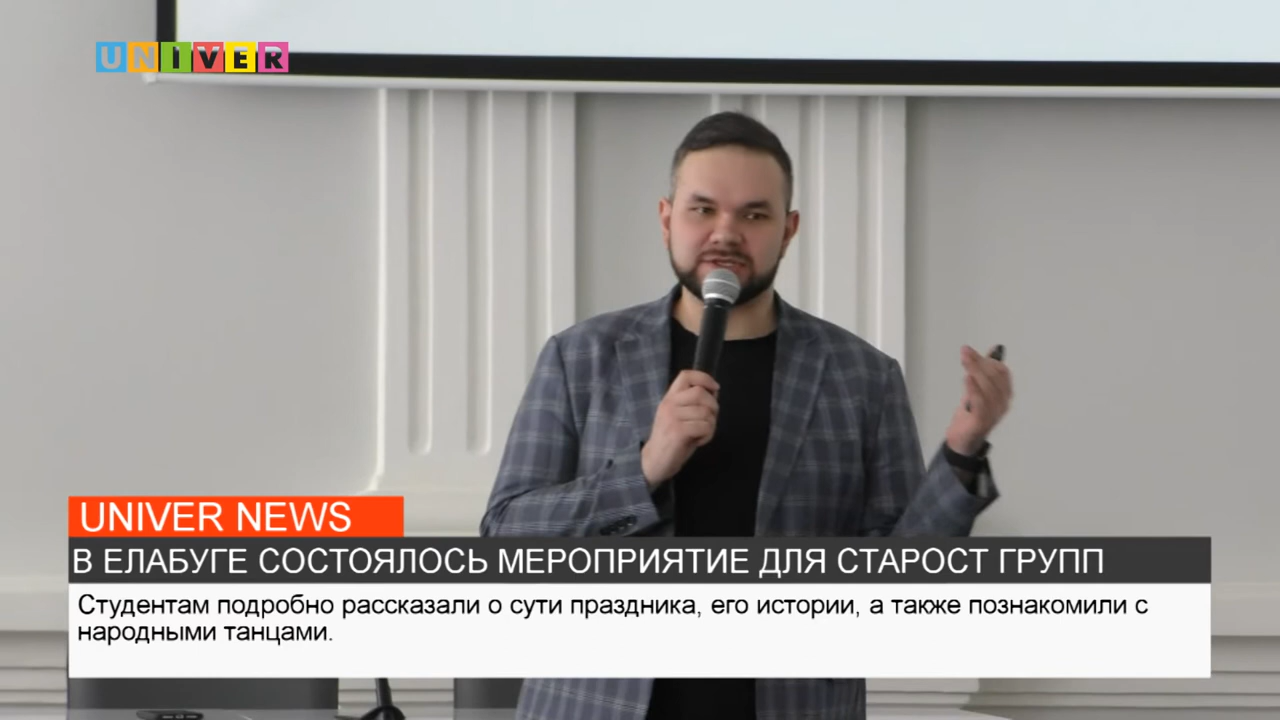 UNIVER
UNIVER NEWS
В ЕЛАБУГЕ СОСТОЯЛОСЬ МЕРОПРИЯТИЕ ДЛЯ СТАРОСТ ГРУПП
Студентам подробно рассказали о сути праздника, его истории, а также познакомили с
народными танцами.